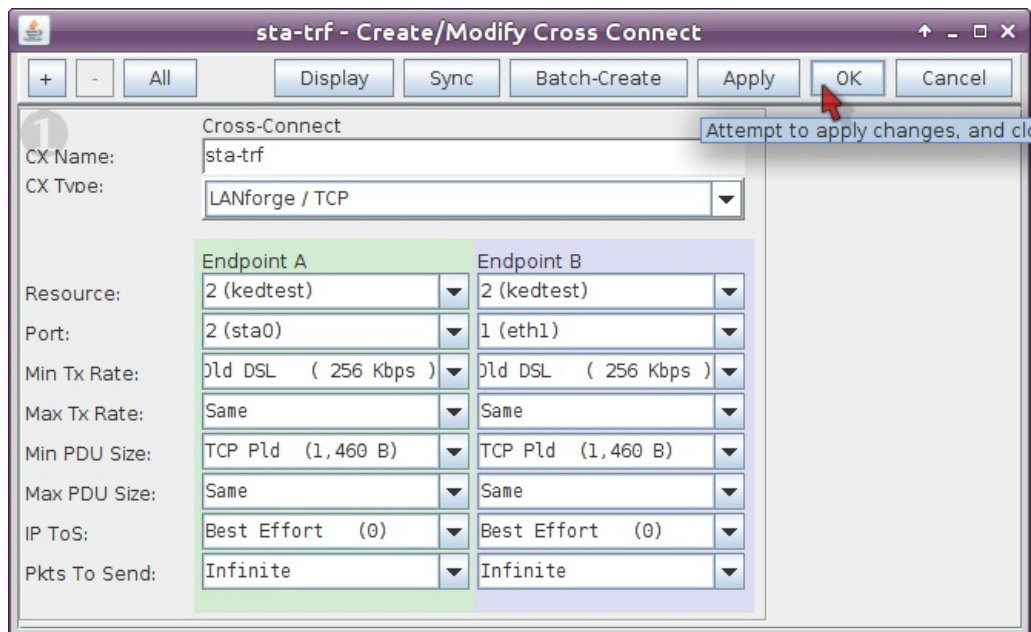 sta-trf - Create/Modify Cross Connect
+ - All Display Sync Batch-Create Apply OK Cancel
1
Cross-Connect
Attempt to apply changes, and clo
CX Name: sta-trf
CX Type: LANforge / TCP
Endpoint A Endpoint B
Resource: 2 (kedtest) 2 (kedtest)
Port: 2 (sta0) 1 (eth1)
Min Tx Rate: Old DSL ( 256 Kbps ) Old DSL ( 256 Kbps )
Max Tx Rate: Same Same
Min PDU Size: TCP Pld (1,460 B) TCP Pld (1,460 B)
Max PDU Size: Same Same
IP ToS: Best Effort (0) Best Effort (0)
Pkts To Send: Infinite Infinite